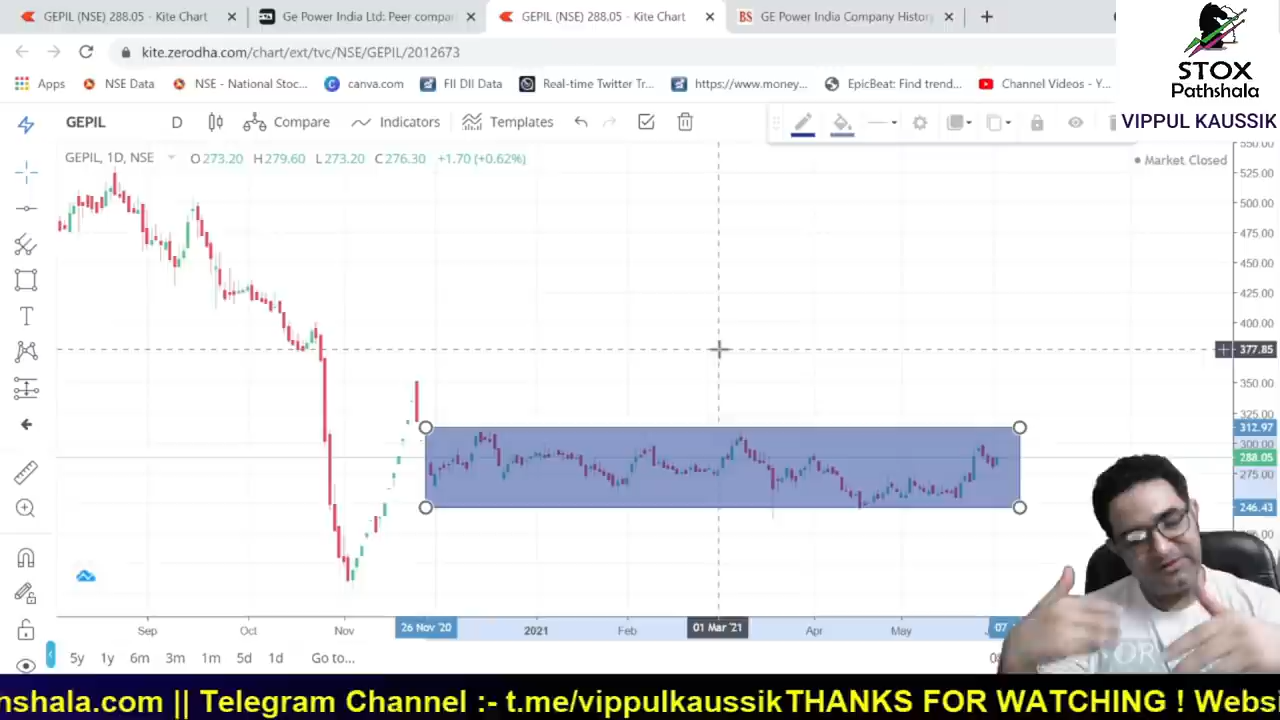 GEPIL (NSE) 288.05 - Kite Chart
Ge Power India Ltd: Peer compar
GEPIL (NSE) 288.05 - Kite Chart
BS GE Power India Company History
kite.zerodha.com/chart/ext/tvc/NSE/GEPIL/2012673
Apps NSE Data NSE - National Stoc... canva.com FII DII Data Real-time Twitter Tr... https://www.money... EpicBeat: Find trend... Channel Videos - Y...
STOX
Pathshala
VIPPUL KAUSSIK
GEPIL D Compare Indicators Templates
GEPIL, 1D, NSE O 273.20 H 279.60 L 273.20 C 276.30 +1.70 (+0.62%)
Market Closed
550.00
525.00
500.00
475.00
450.00
425.00
400.00
377.85
350.00
325.00
312.97
300.00
288.05
275.00
246.43
T
Sep Oct Nov 26 Nov '20 2021 Feb 01 Mar '21 Apr May 07
5y 1y 6m 3m 1m 5d 1d Go to...
thshala.com || Telegram Channel :- t.me/vippulkaussik THANKS FOR WATCHING ! Websi